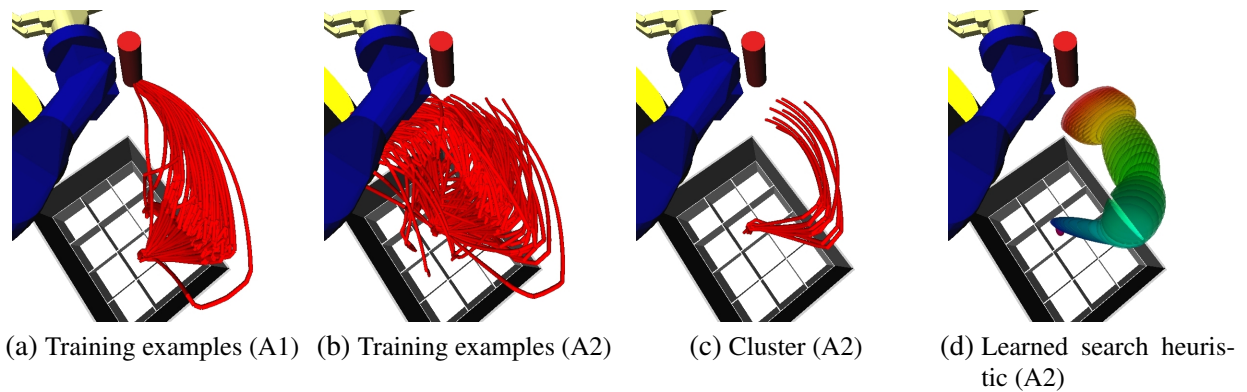 (a) Training examples (A1)
(b) Training examples (A2)
(c) Cluster (A2)
(d) Learned search heuris-
tic (A2)